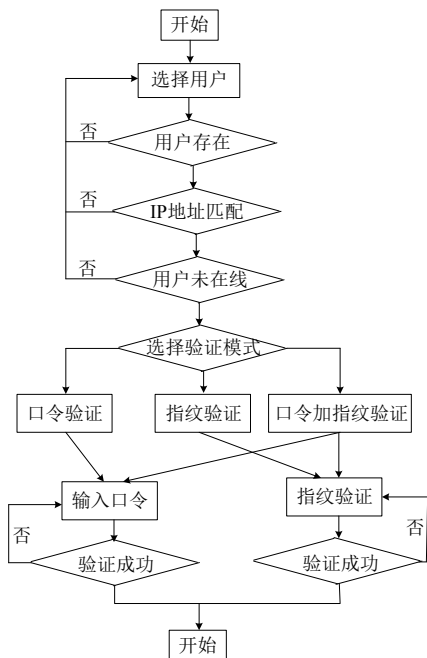 开始
选择用户
否
用户存在
否
IP地址匹配
否
用户未在线
选择验证模式
口令验证
指纹验证
口令加指纹验证
输入口令
指纹验证
否
否
验证成功
验证成功
开始